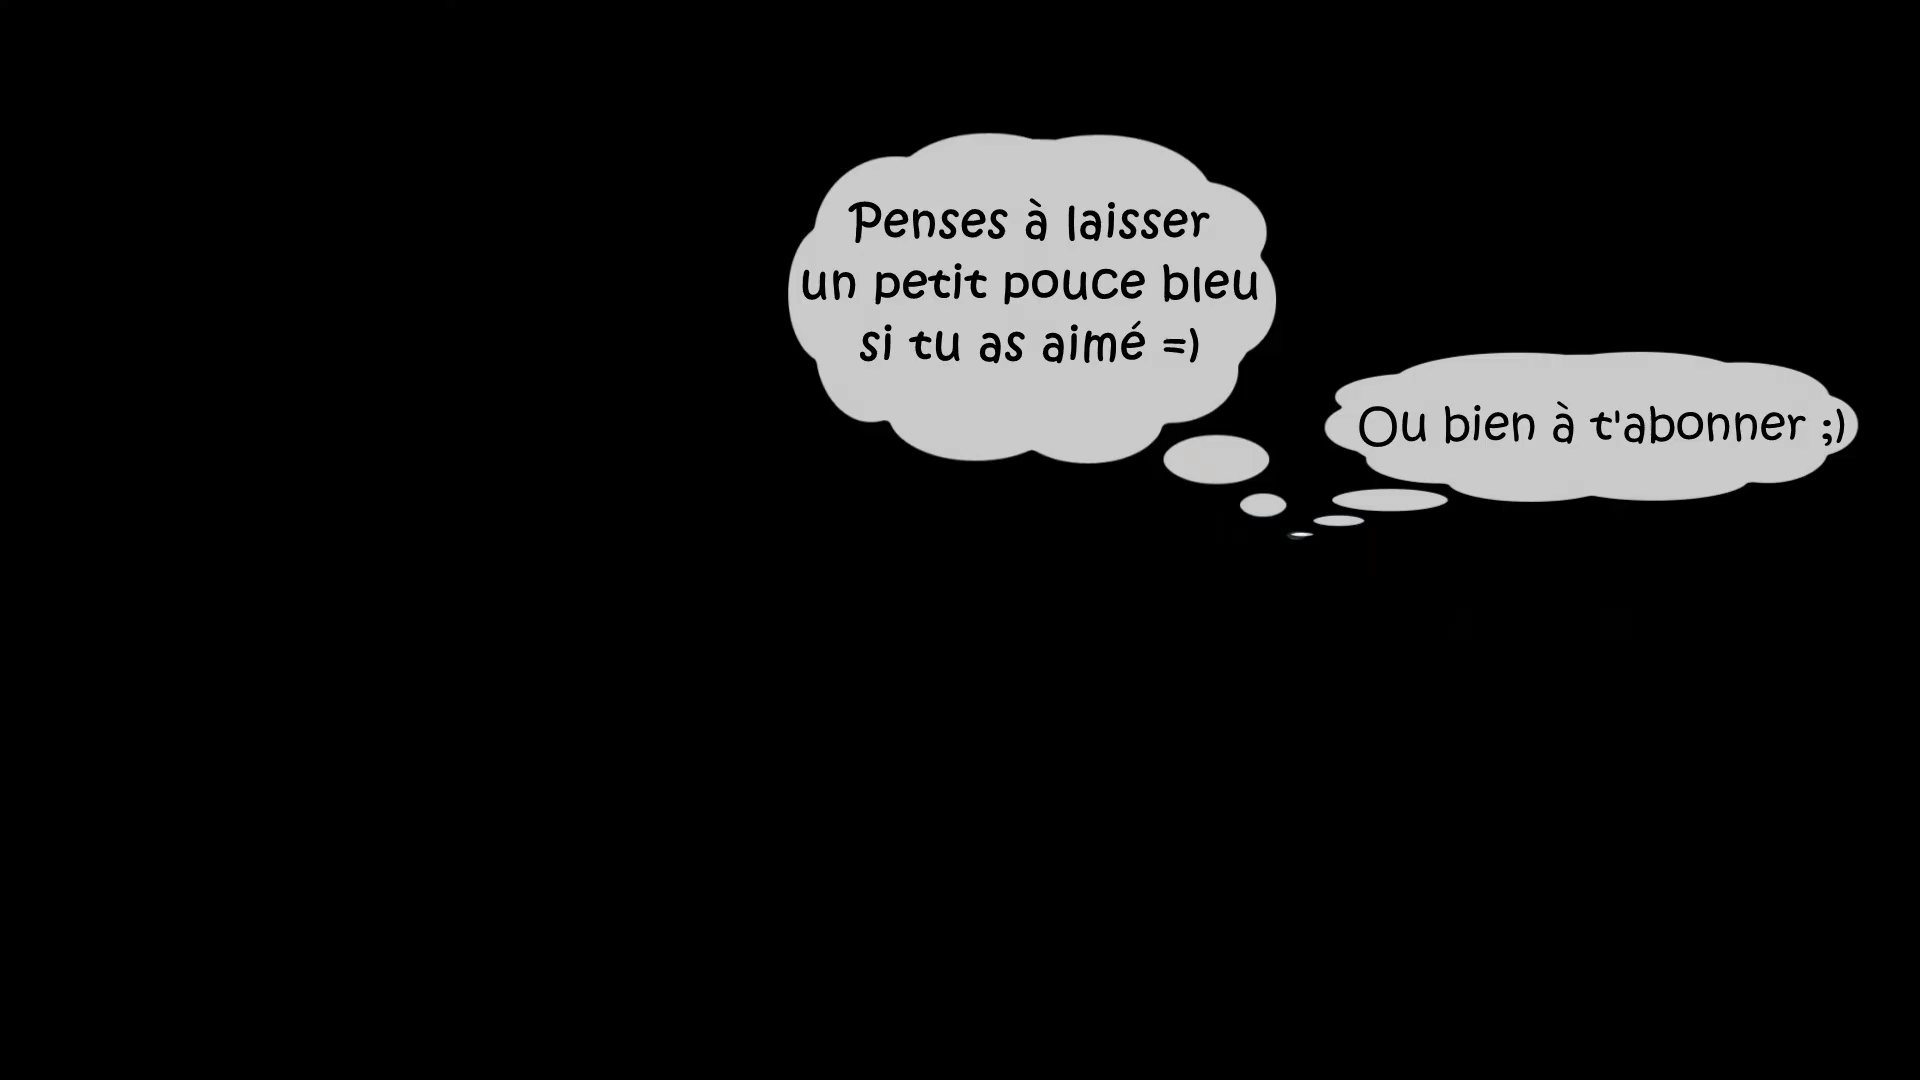 Penses à laisser
un petit pouce bleu
si tu as aimé =)
Ou bien à t'abonner ;)